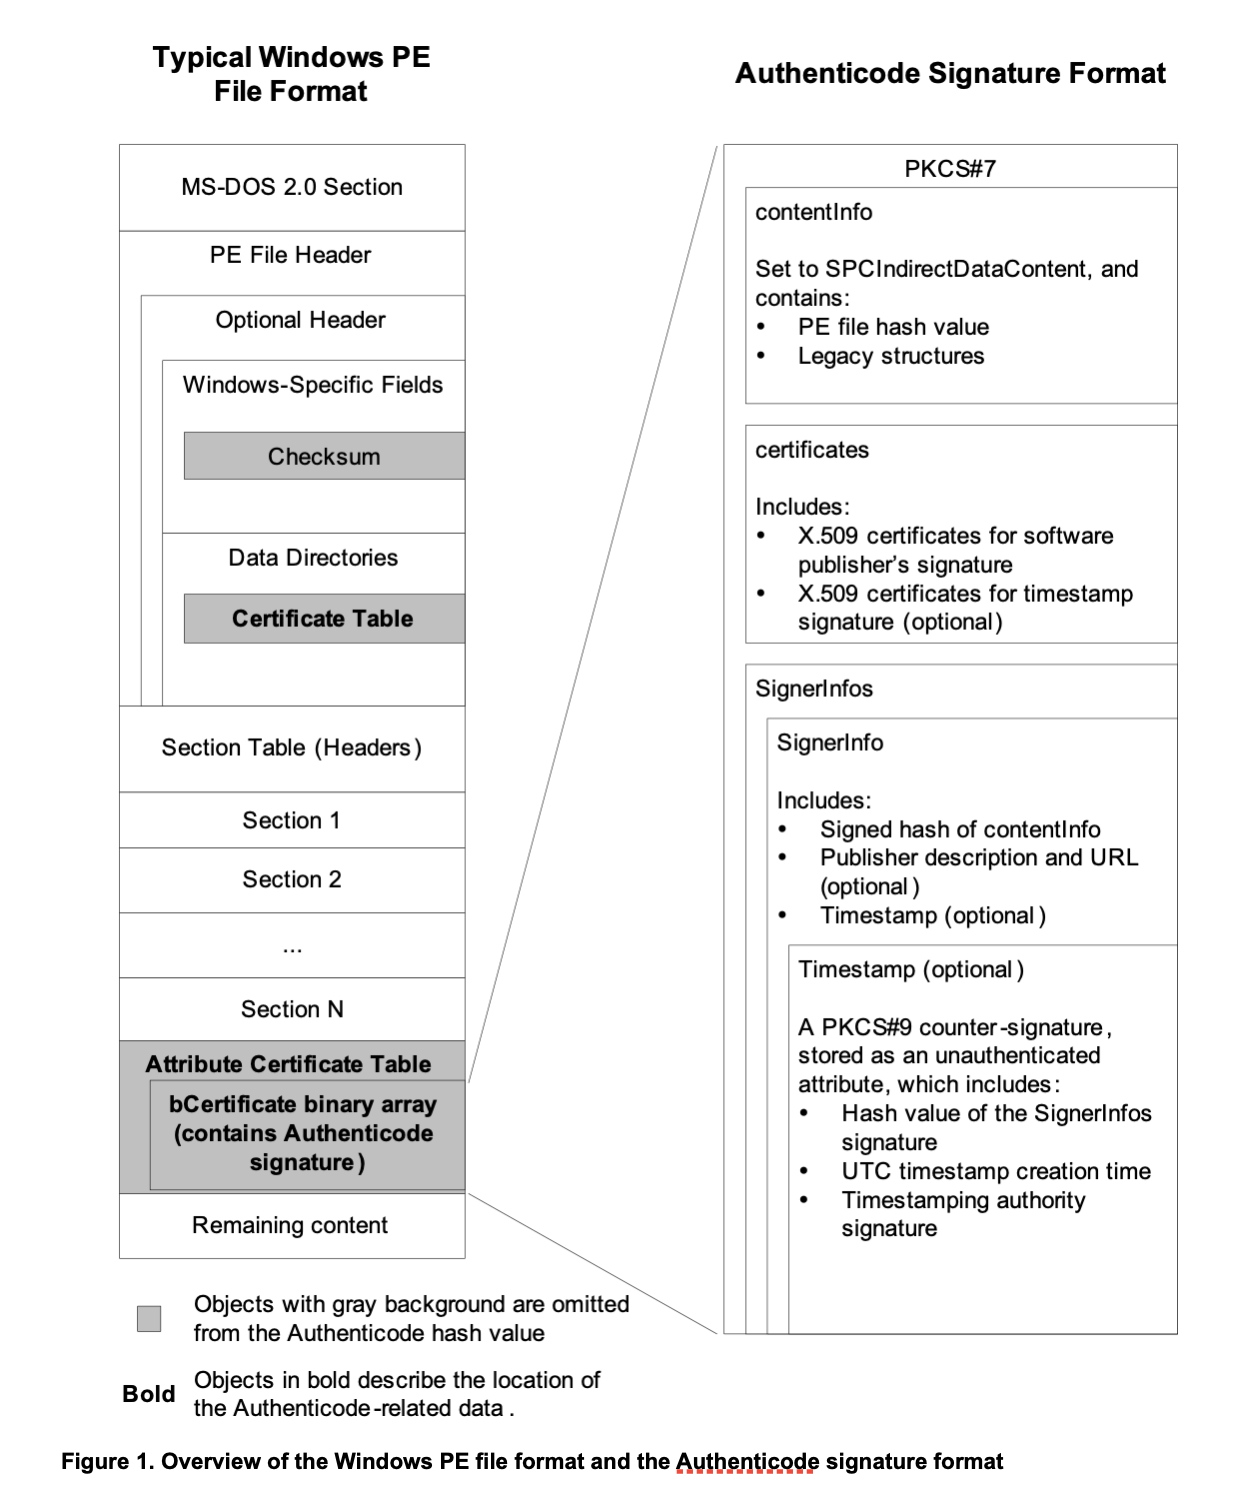 Typical Windows PE
File Format
MS-DOS 2.0 Section
PE File Header
Optional Header
Windows-Specific Fields
Checksum
Data Directories
Certificate Table
Section Table (Headers)
Section 1
Section 2
...
Section N
Attribute Certificate Table
bCertificate binary array
(contains Authenticode
signature)
Remaining content
Objects with gray background are omitted
from the Authenticode hash value
Bold
Objects in bold describe the location of
the Authenticode-related data.
Authenticode Signature Format
PKCS#7
contentInfo
Set to SPCIndirectDataContent, and
contains:
• PE file hash value
• Legacy structures
certificates
Includes:
• X.509 certificates for software
publisher's signature
• X.509 certificates for timestamp
signature (optional)
SignerInfos
SignerInfo
Includes:
• Signed hash of contentInfo
• Publisher description and URL
(optional)
• Timestamp (optional)
Timestamp (optional)
A PKCS#9 counter-signature,
stored as an unauthenticated
attribute, which includes:
• Hash value of the SignerInfos
signature
• UTC timestamp creation time
• Timestamping authority
signature
Figure 1. Overview of the Windows PE file format and the Authenticode signature format